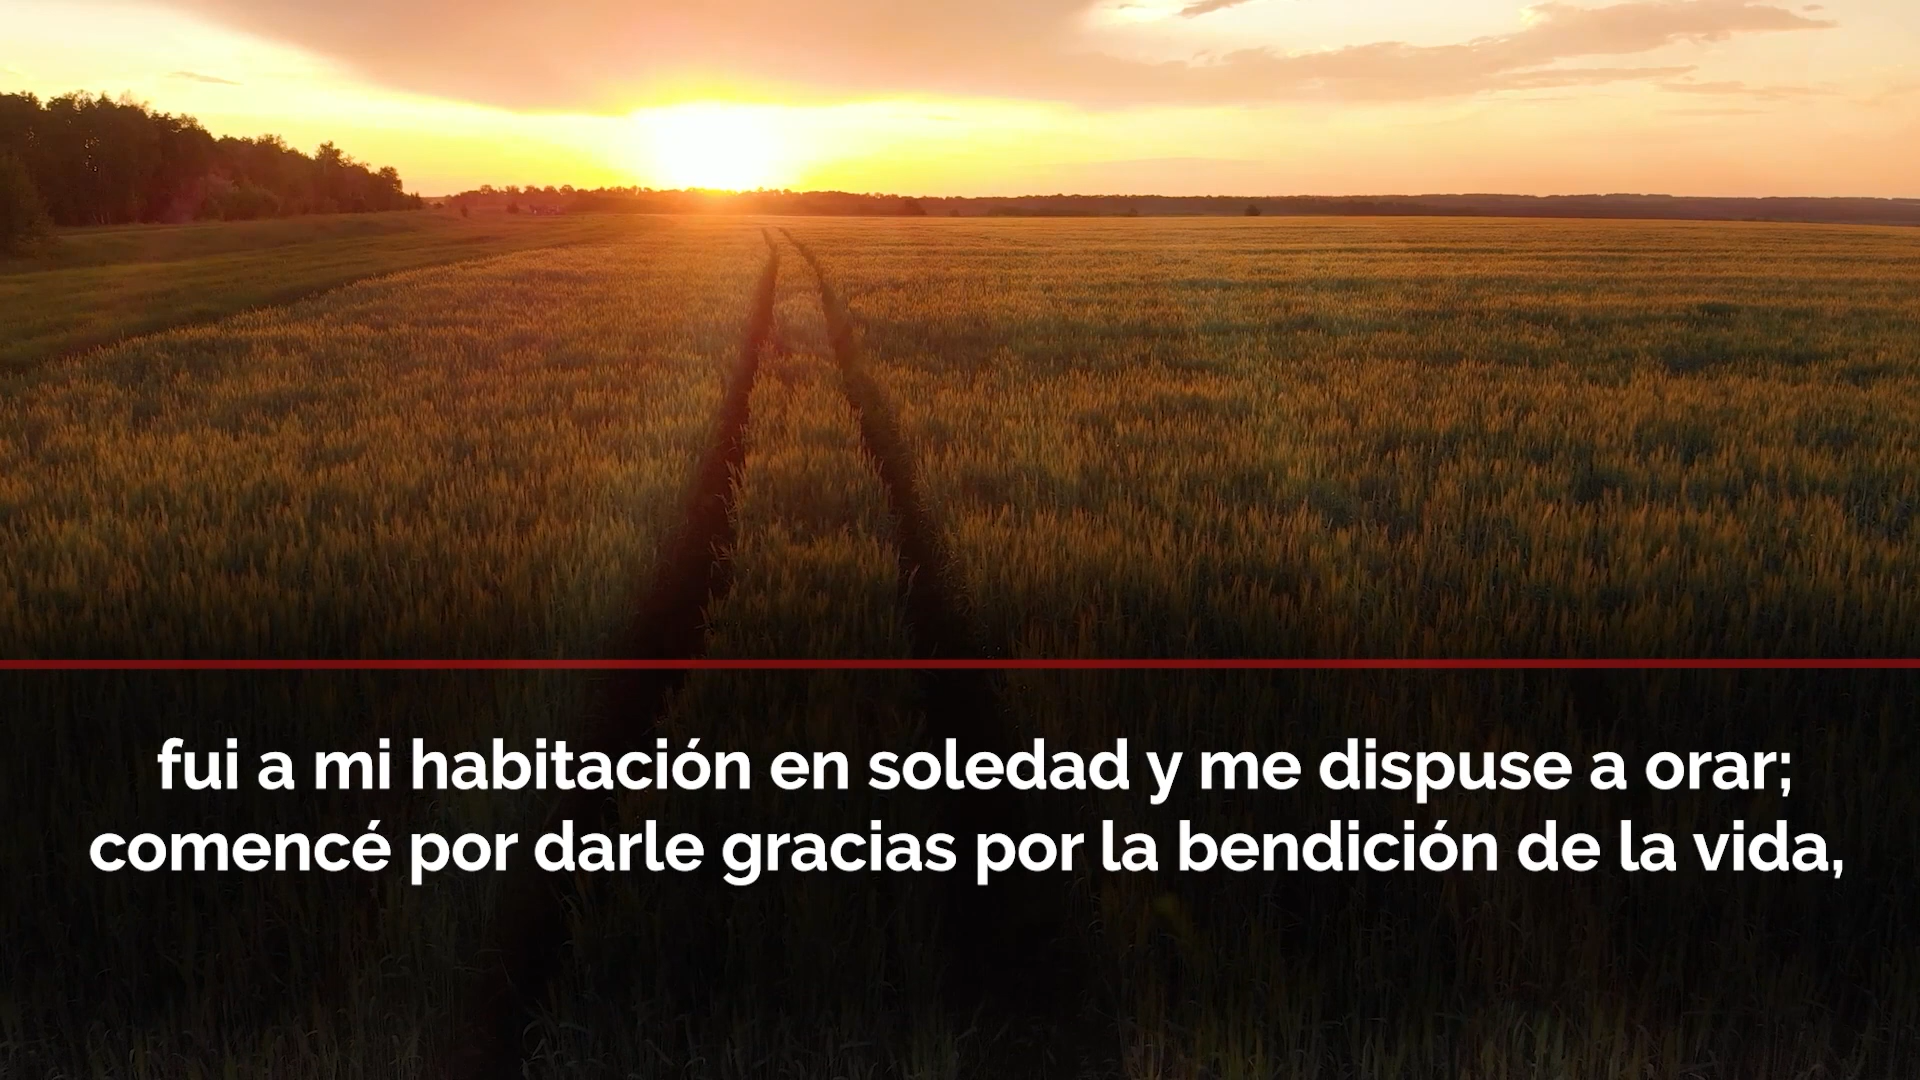 fui a mi habitación en soledad y me dispuse a orar;
comencé por darle gracias por la bendición de la vida,